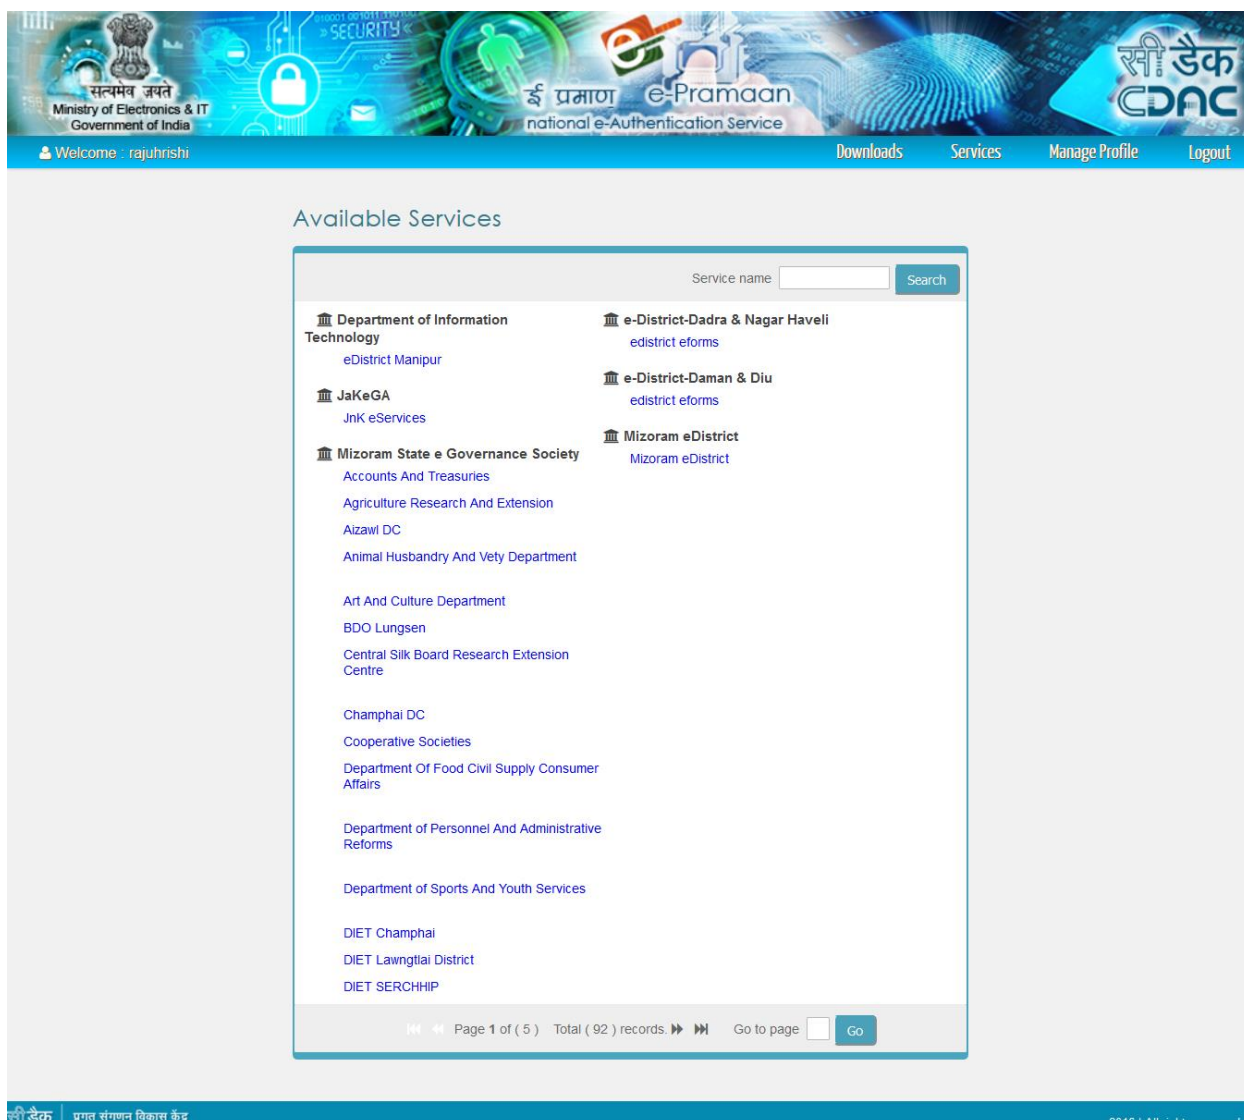 SECURITY
सत्यमेव जयते
Ministry of Electronics & IT
Government of India
ई प्रमाण e-Pramaan
national e-Authentication Service
सी डैक
CDAC
Welcome : rajuhrishi
Downloads Services Manage Profile Logout
Available Services
Service name Search
Department of Information
Technology
eDistrict Manipur
JaKeGA
JnK eServices
Mizoram State e Governance Society
Accounts And Treasuries
Agriculture Research And Extension
Aizawl DC
Animal Husbandry And Vety Department
Art And Culture Department
BDO Lungsen
Central Silk Board Research Extension
Centre
Champhai DC
Cooperative Societies
Department Of Food Civil Supply Consumer
Affairs
Department of Personnel And Administrative
Reforms
Department of Sports And Youth Services
DIET Champhai
DIET Lawngtlai District
DIET SERCHHIP
e-District-Dadra & Nagar Haveli
edistrict eforms
e-District-Daman & Diu
edistrict eforms
Mizoram eDistrict
Mizoram eDistrict
Page 1 of ( 5 ) Total ( 92 ) records. Go to page Go
सी डैक प्रगत संगणन विकास केंद्र